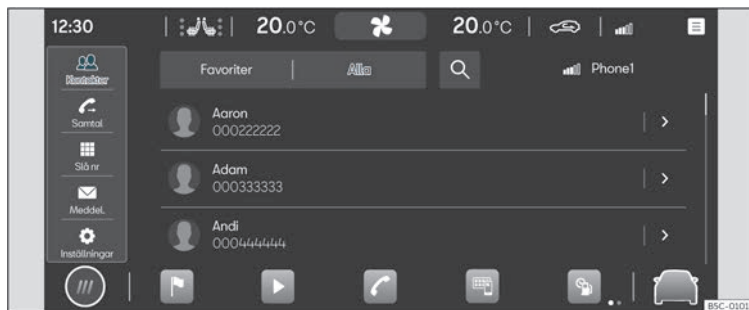 12:30
20.0°C
20.0°C
Kontakter
Samtal
Slå nr
Meddel.
Inställningar
Favoriter
Alla
Phone1
Aaron
000222222
Adam
000333333
Andi
000444444
B5C-0101